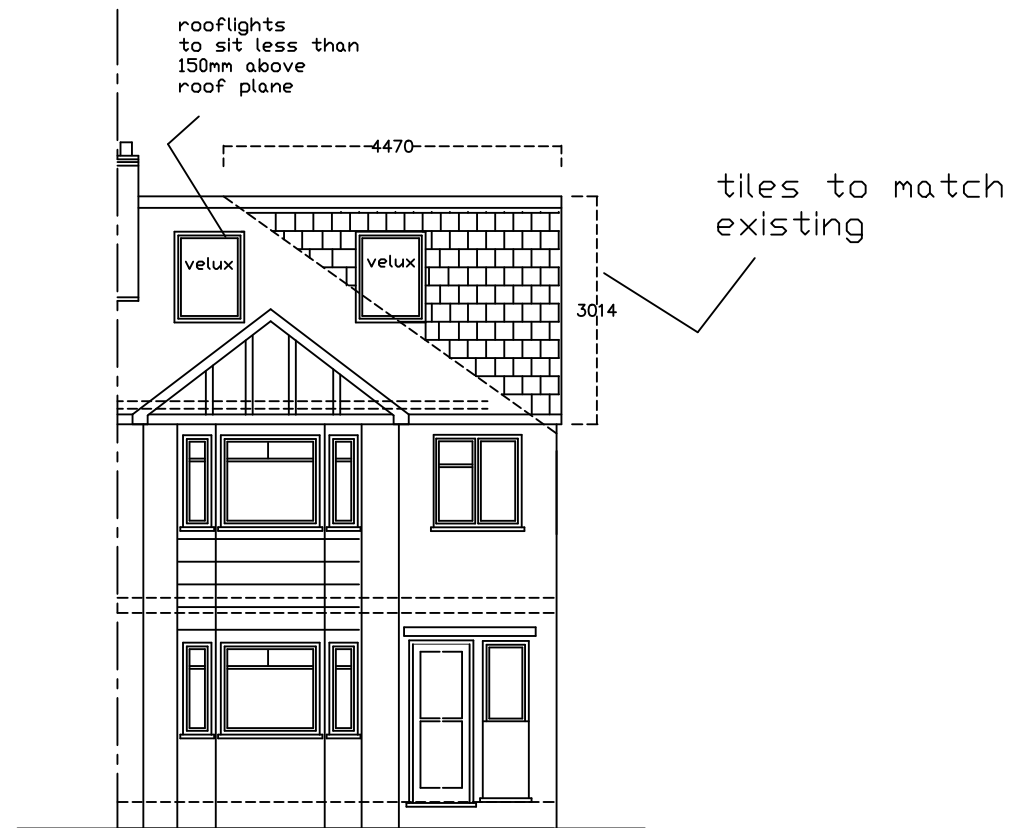 rooflights
to sit less than
150mm above
roof plane
4470
tiles to match
existing
velux
velux
3014